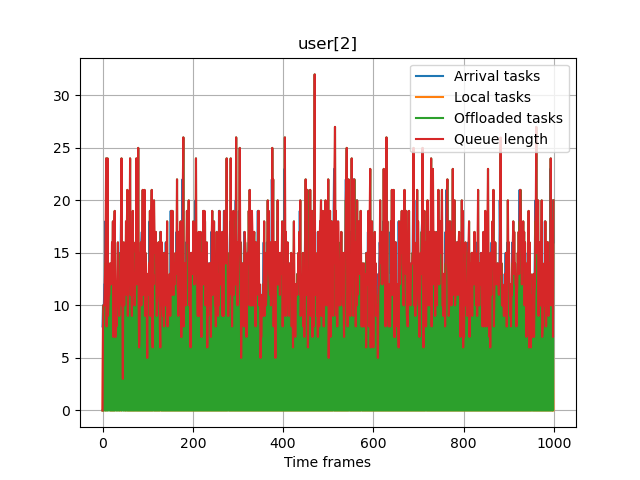 user[2]
Arrival tasks
Local tasks
Offloaded tasks
Queue length
30
25
20
15
10
5
0
0 200 400 600 800 1000
Time frames